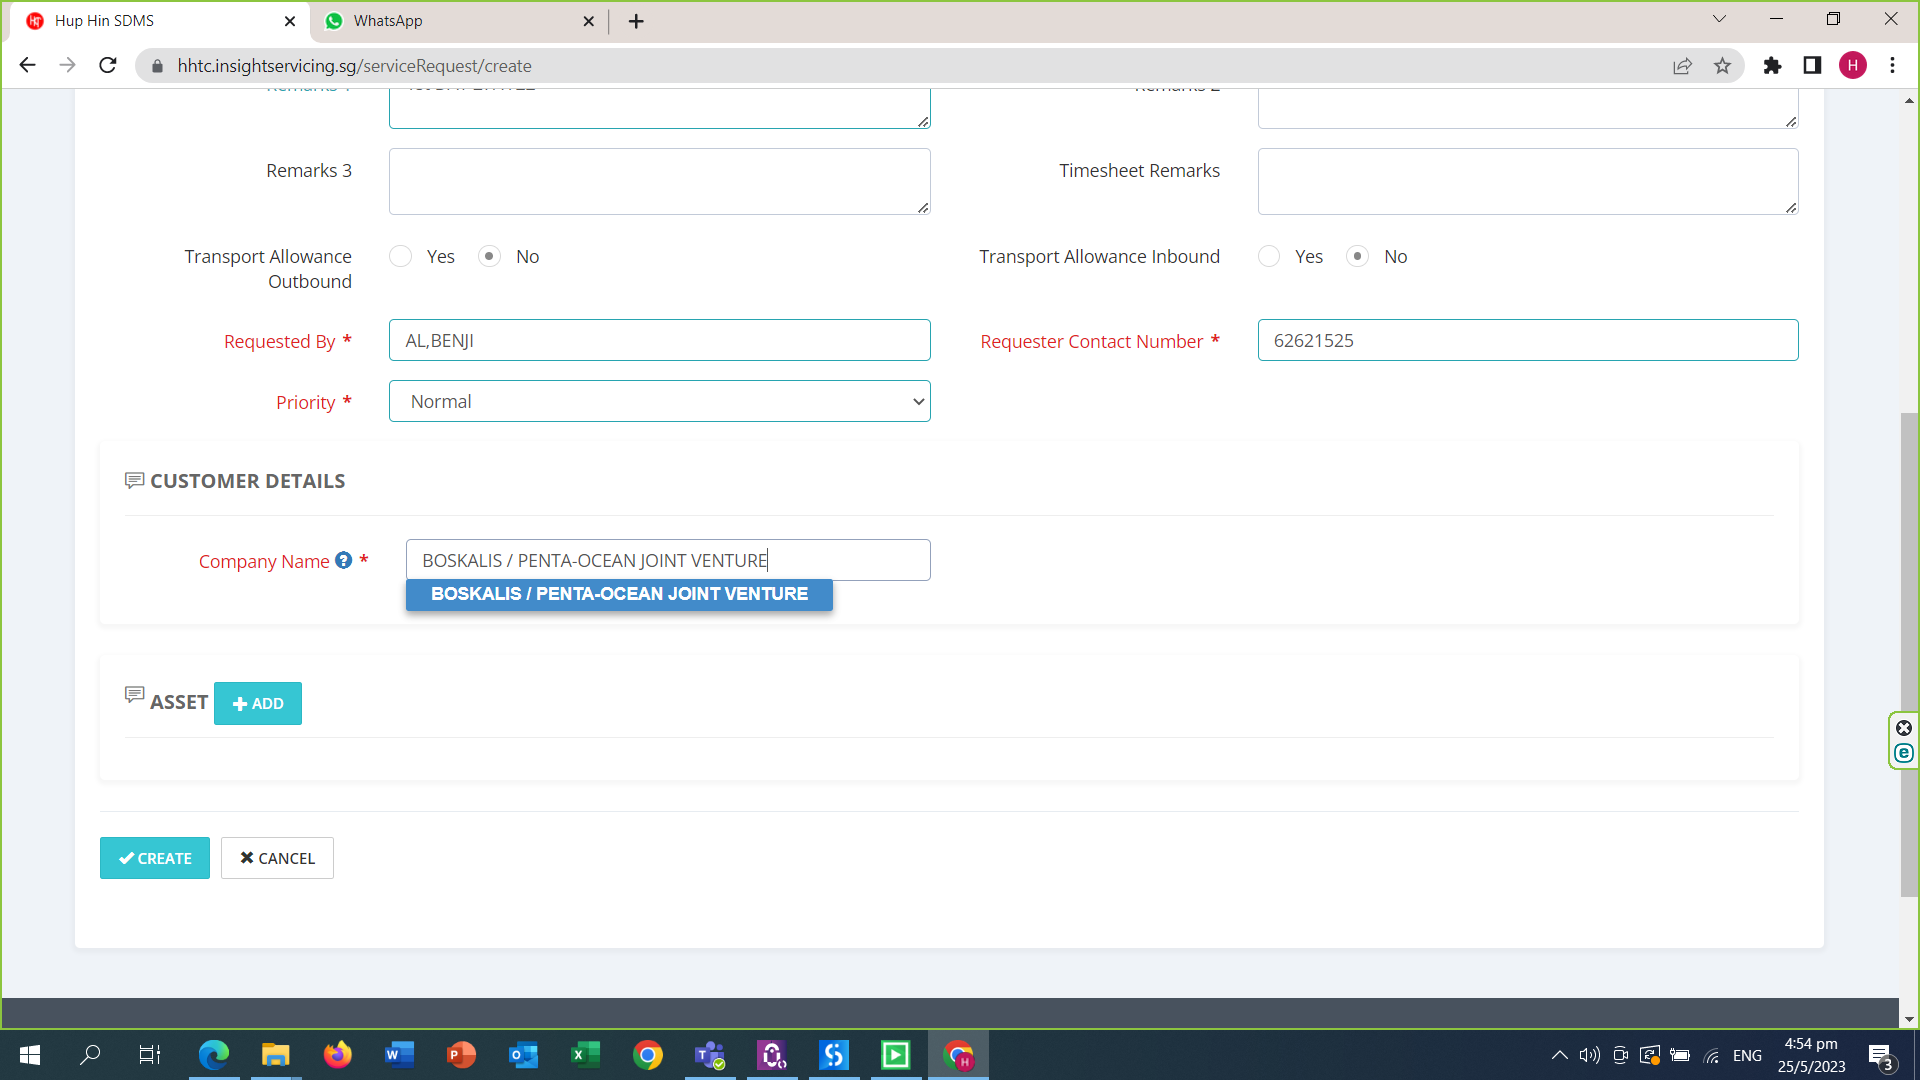 Hup Hin SDMS
WhatsApp
hhtc.insightservicing.sg/serviceRequest/create
H
Remarks 3
Timesheet Remarks
Transport Allowance Outbound
Yes
No
Transport Allowance Inbound
Yes
No
Requested By *
AL,BENJI
Requester Contact Number *
62621525
Priority *
Normal
CUSTOMER DETAILS
Company Name ? *
BOSKALIS / PENTA-OCEAN JOINT VENTURE
BOSKALIS / PENTA-OCEAN JOINT VENTURE
ASSET
ADD
CREATE
CANCEL
ENG
4:54 pm
25/5/2023
3